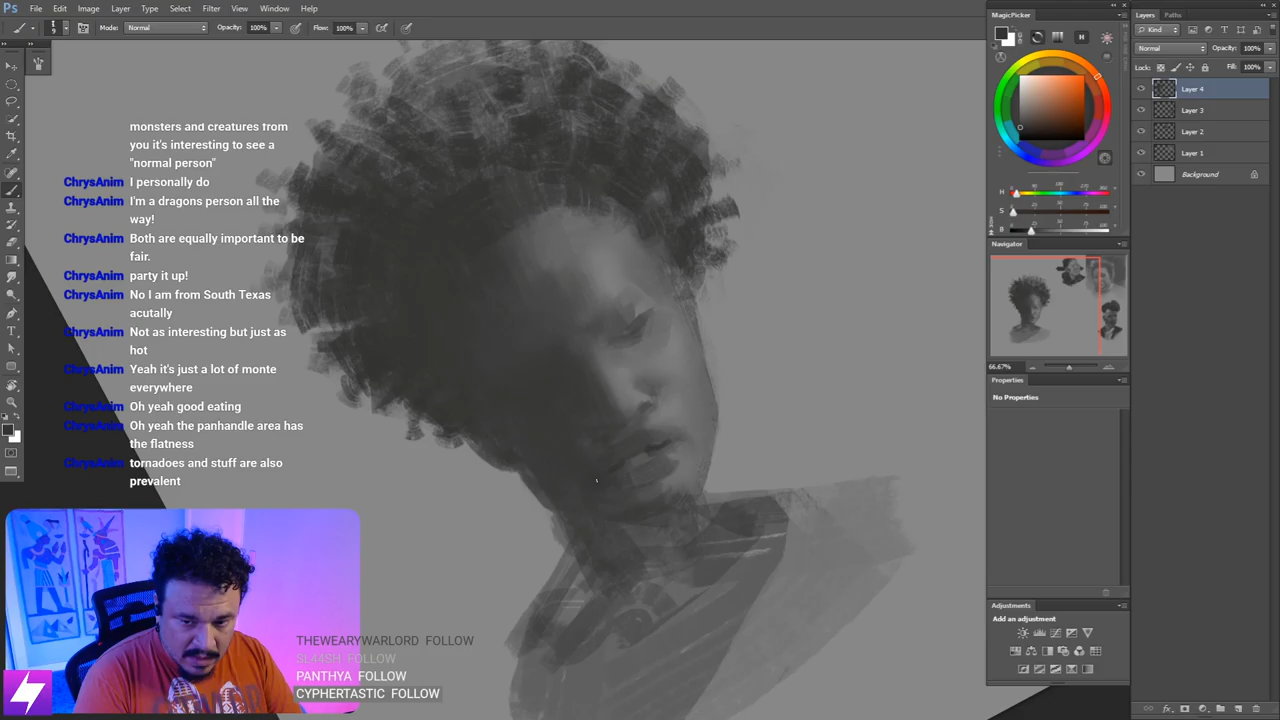 Ps File Edit Image Layer Type Select Filter View Window Help
9 Mode: Normal Opacity: 100% Flow: 100%
monsters and creatures from
you it's interesting to see a
"normal person"
ChrysAnim I personally do
ChrysAnim I'm a dragons person all the
way!
ChrysAnim Both are equally important to be
fair.
ChrysAnim party it up!
ChrysAnim No I am from South Texas
acutally
ChrysAnim Not as interesting but just as
hot
ChrysAnim Yeah it's just a lot of monte
everywhere
ChrysAnim Oh yeah good eating
ChrysAnim Oh yeah the panhandle area has
the flatness
ChrysAnim tornadoes and stuff are also
prevalent
THEWEARYWARLORD FOLLOW
SL44SH FOLLOW
PANTHYA FOLLOW
CYPHERTASTIC FOLLOW
MagicPicker
H
H
S
B
Navigator
66.67%
Properties
No Properties
Adjustments
Add an adjustment
Layers Paths
Kind
Normal Opacity: 100%
Lock: Fill: 100%
Layer 4
Layer 3
Layer 2
Layer 1
Background
fx